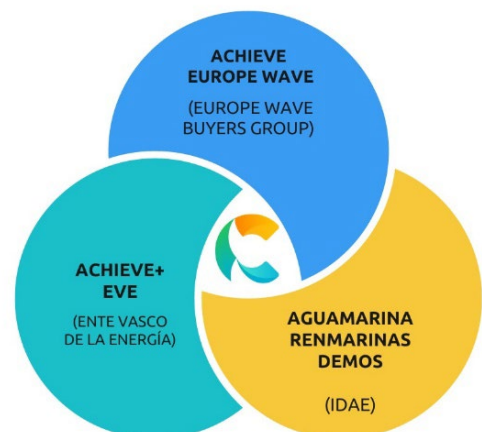 ACHIEVE
EUROPE WAVE
(EUROPE WAVE
BUYERS GROUP)
ACHIEVE+
EVE
(ENTE VASCO
DE LA ENERGÍA)
AGUAMARINA
RENMARINAS
DEMOS
(IDAE)